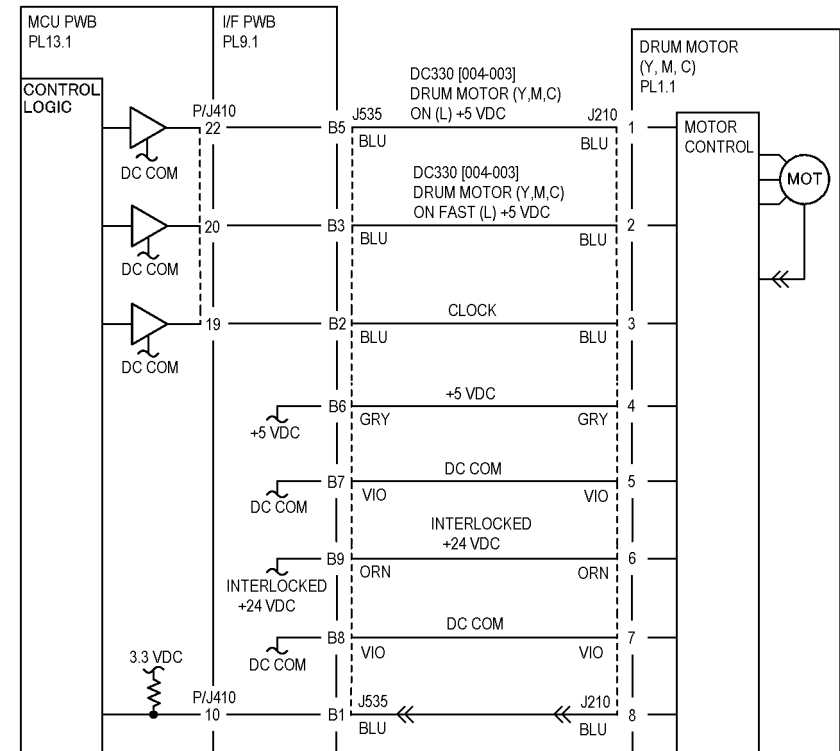 MCU PWB
PL13.1
I/F PWB
PL9.1
DRUM MOTOR
(Y, M, C)
PL1.1
CONTROL
LOGIC
DC330 [004-003]
DRUM MOTOR (Y,M,C)
ON (L) +5 VDC
P/J410
J535
J210
22
B5
1
BLU
BLU
MOTOR
CONTROL
DC COM
MOT
DC330 [004-003]
DRUM MOTOR (Y,M,C)
ON FAST (L) +5 VDC
20
B3
2
BLU
BLU
DC COM
CLOCK
19
B2
3
BLU
BLU
DC COM
+5 VDC
B6
4
GRY
GRY
+5 VDC
DC COM
B7
5
VIO
VIO
DC COM
INTERLOCKED
+24 VDC
B9
6
ORN
ORN
INTERLOCKED
+24 VDC
DC COM
B8
7
VIO
VIO
DC COM
3.3 VDC
P/J410
J535
J210
10
B1
8
BLU
BLU